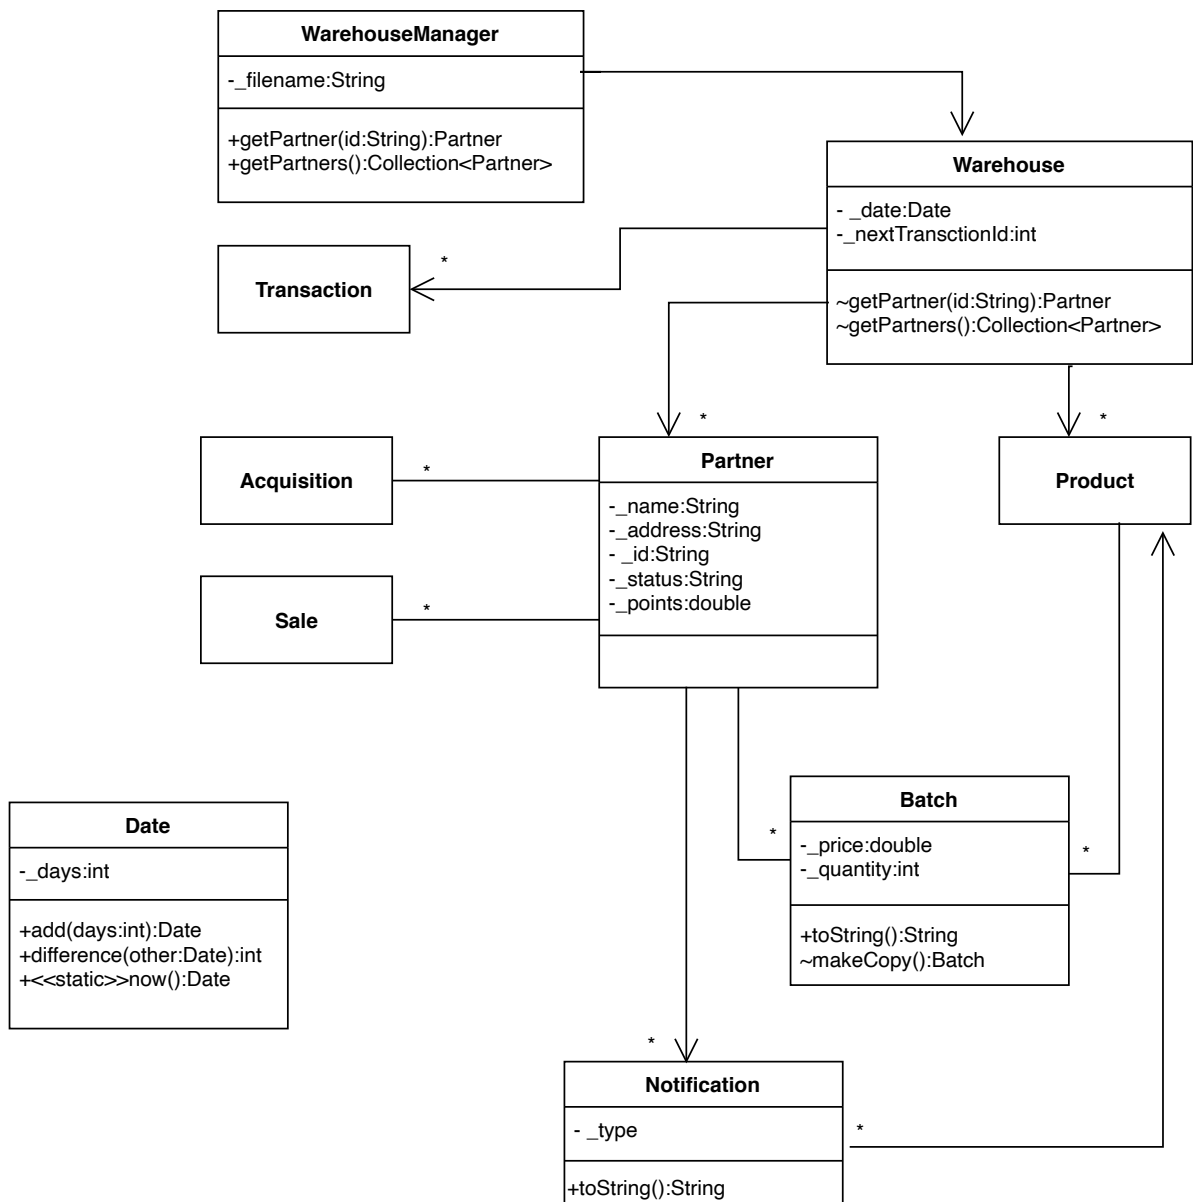 WarehouseManager
-_filename:String
+getPartner(id:String):Partner
+getPartners():Collection<Partner>
Warehouse
- _date:Date
-_nextTransctionId:int
~getPartner(id:String):Partner
~getPartners():Collection<Partner>
*
Transaction
*
*
Acquisition
*
Partner
-_name:String
-_address:String
- _id:String
-_status:String
-_points:double
Product
Sale
*
Date
-_days:int
+add(days:int):Date
+difference(other:Date):int
+<<static>>now():Date
Batch
-_price:double
-_quantity:int
+toString():String
~makeCopy():Batch
*
*
*
Notification
- _type
+toString():String
*